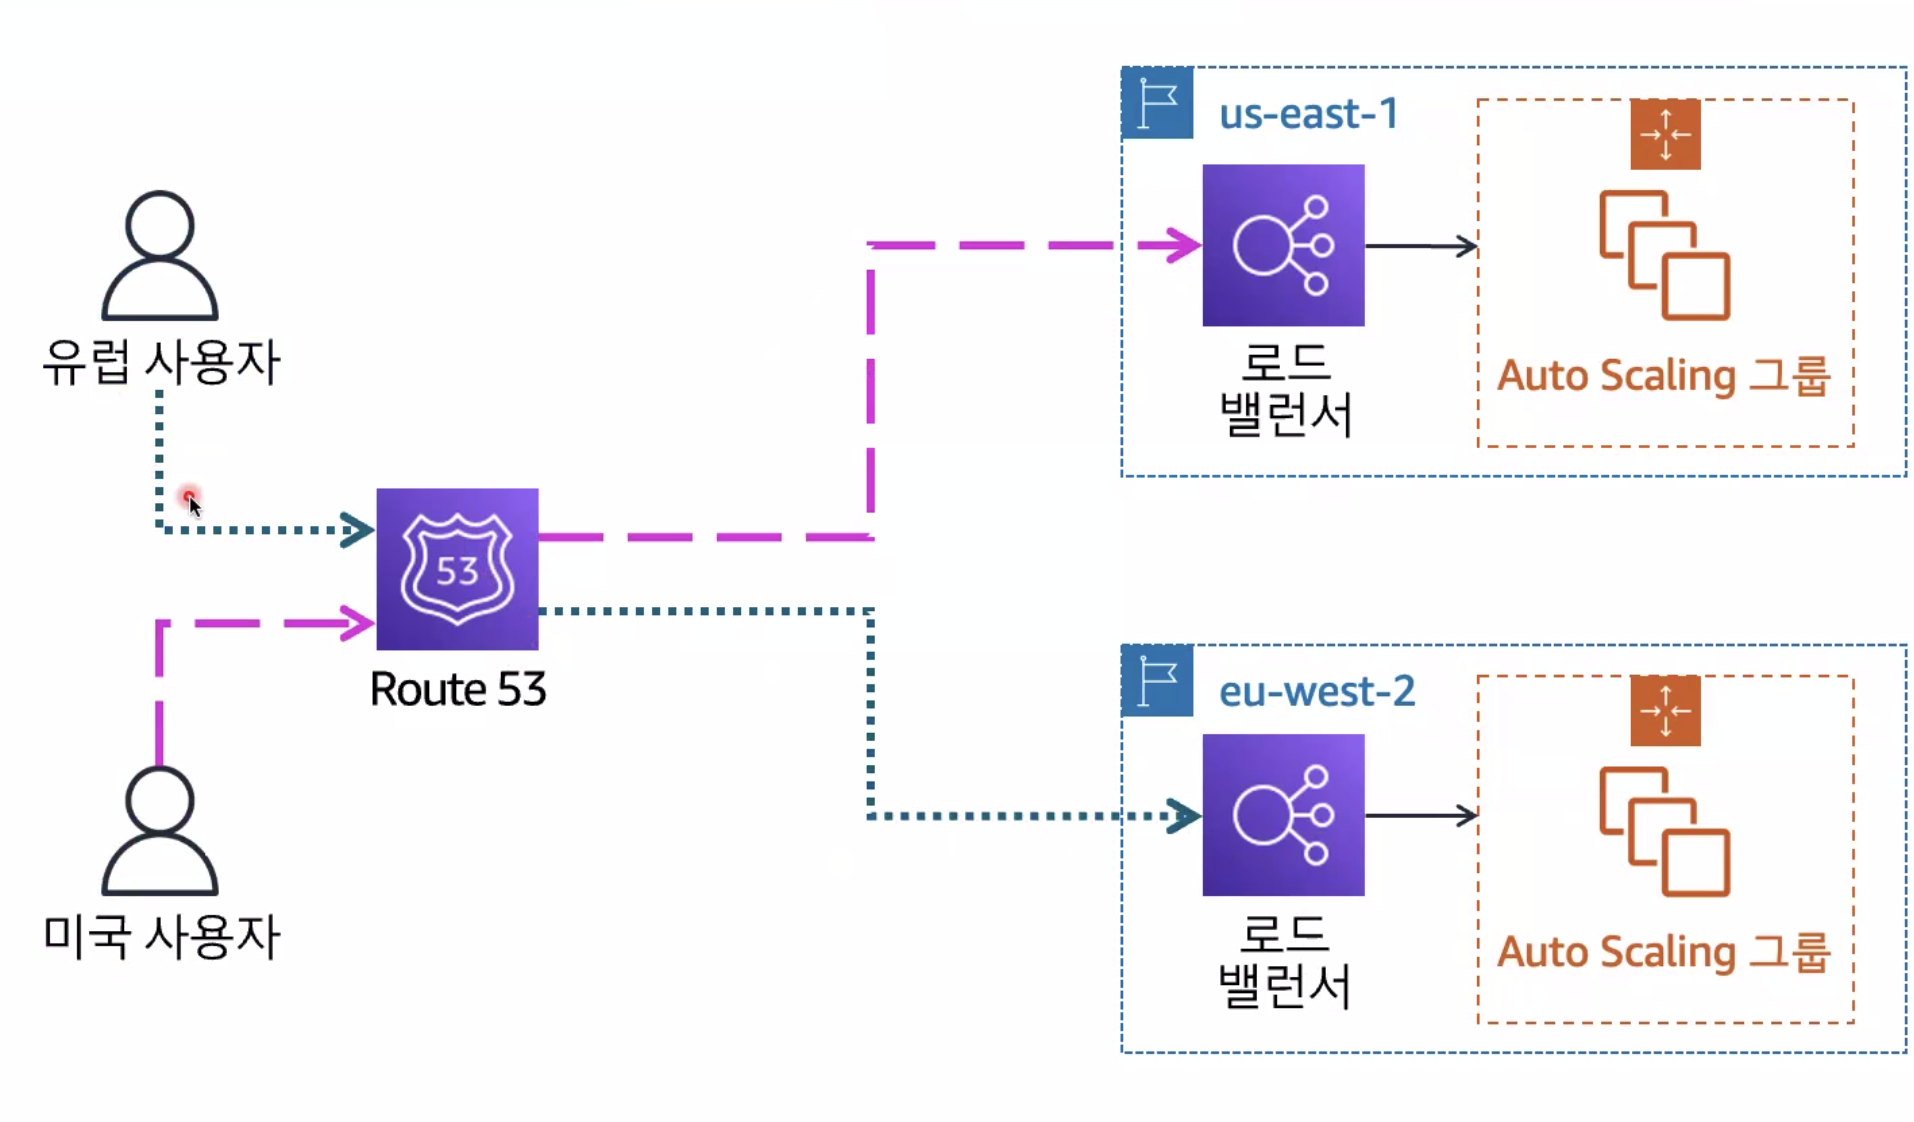 유럽 사용자
미국 사용자
53
Route 53
us-east-1
로드
밸런서
Auto Scaling 그룹
eu-west-2
로드
밸런서
Auto Scaling 그룹